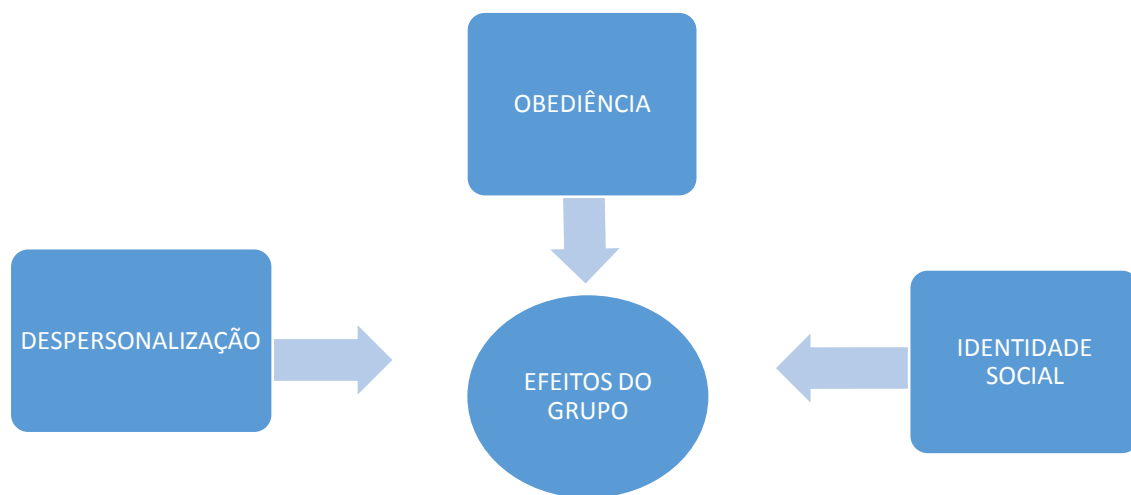 OBEDIÊNCIA
DESPERSONALIZAÇÃO
IDENTIDADE
SOCIAL
EFEITOS DO
GRUPO